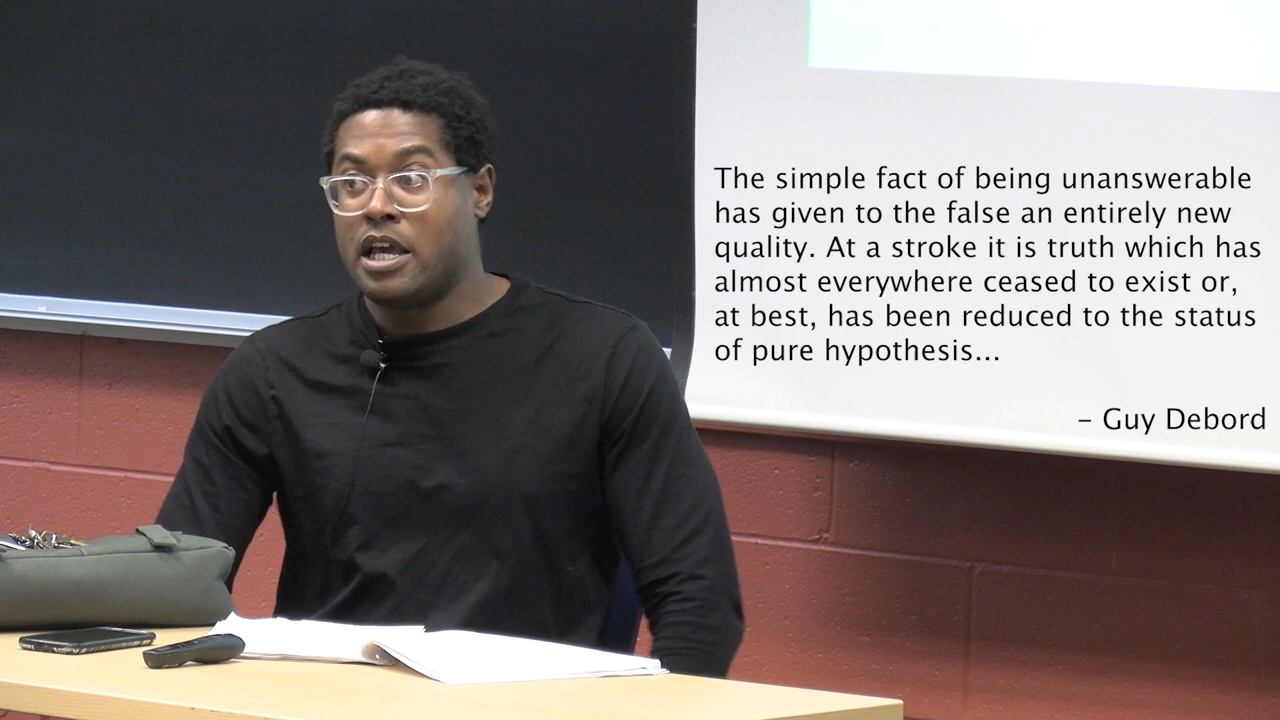 The simple fact of being unanswerable
has given to the false an entirely new
quality. At a stroke it is truth which has
almost everywhere ceased to exist or,
at best, has been reduced to the status
of pure hypothesis...
– Guy Debord